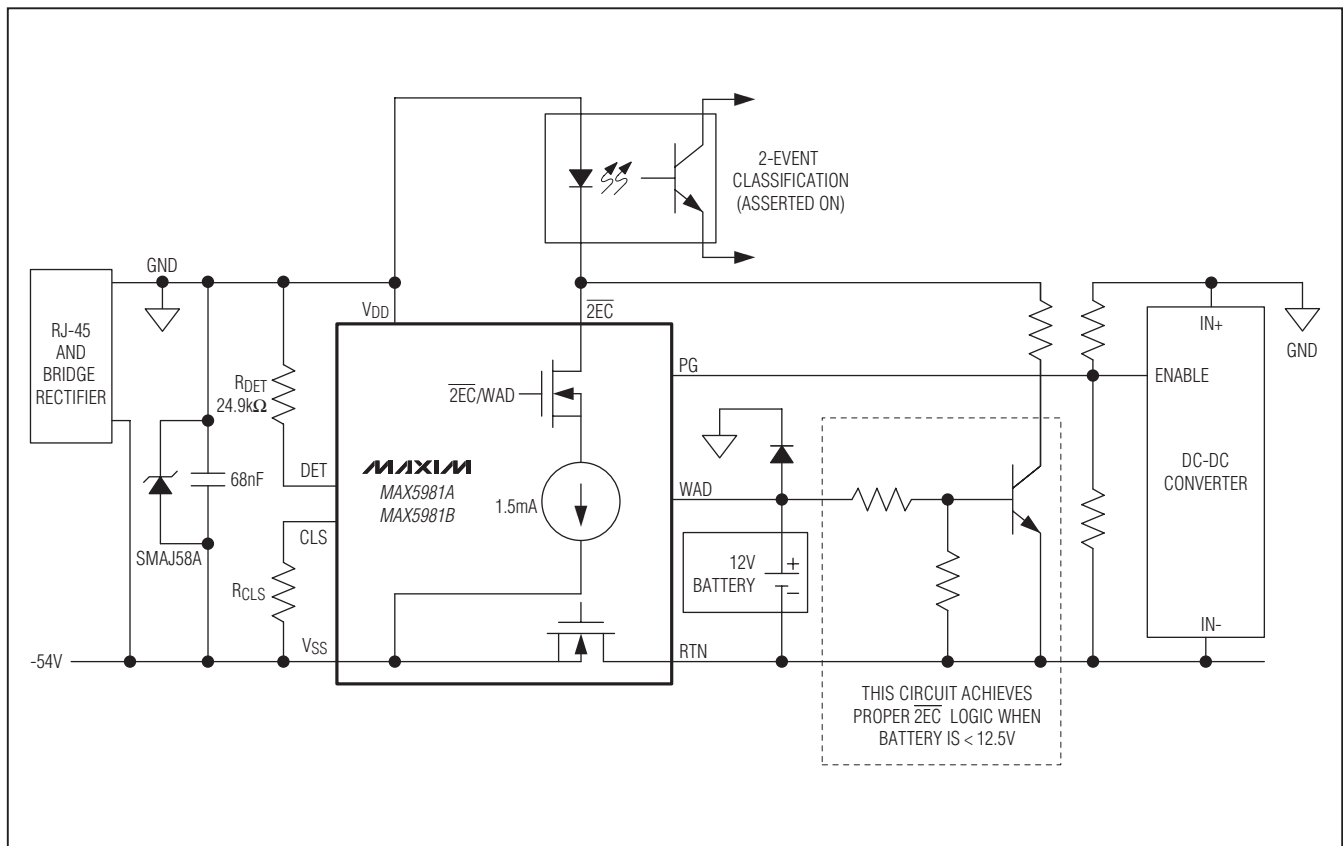 2-EVENT
CLASSIFICATION
(ASSERTED ON)
GND
RJ-45
AND
BRIDGE
RECTIFIER
VDD
2EC
IN+
GND
PG
ENABLE
RDET
24.9kΩ
2EC/WAD
DC-DC
CONVERTER
DET
MAXIM
MAX5981A
MAX5981B
68nF
1.5mA
WAD
CLS
SMAJ58A
12V
BATTERY
+
–
RCLS
IN-
VSS
RTN
-54V
THIS CIRCUIT ACHIEVES
PROPER 2EC LOGIC WHEN
BATTERY IS < 12.5V